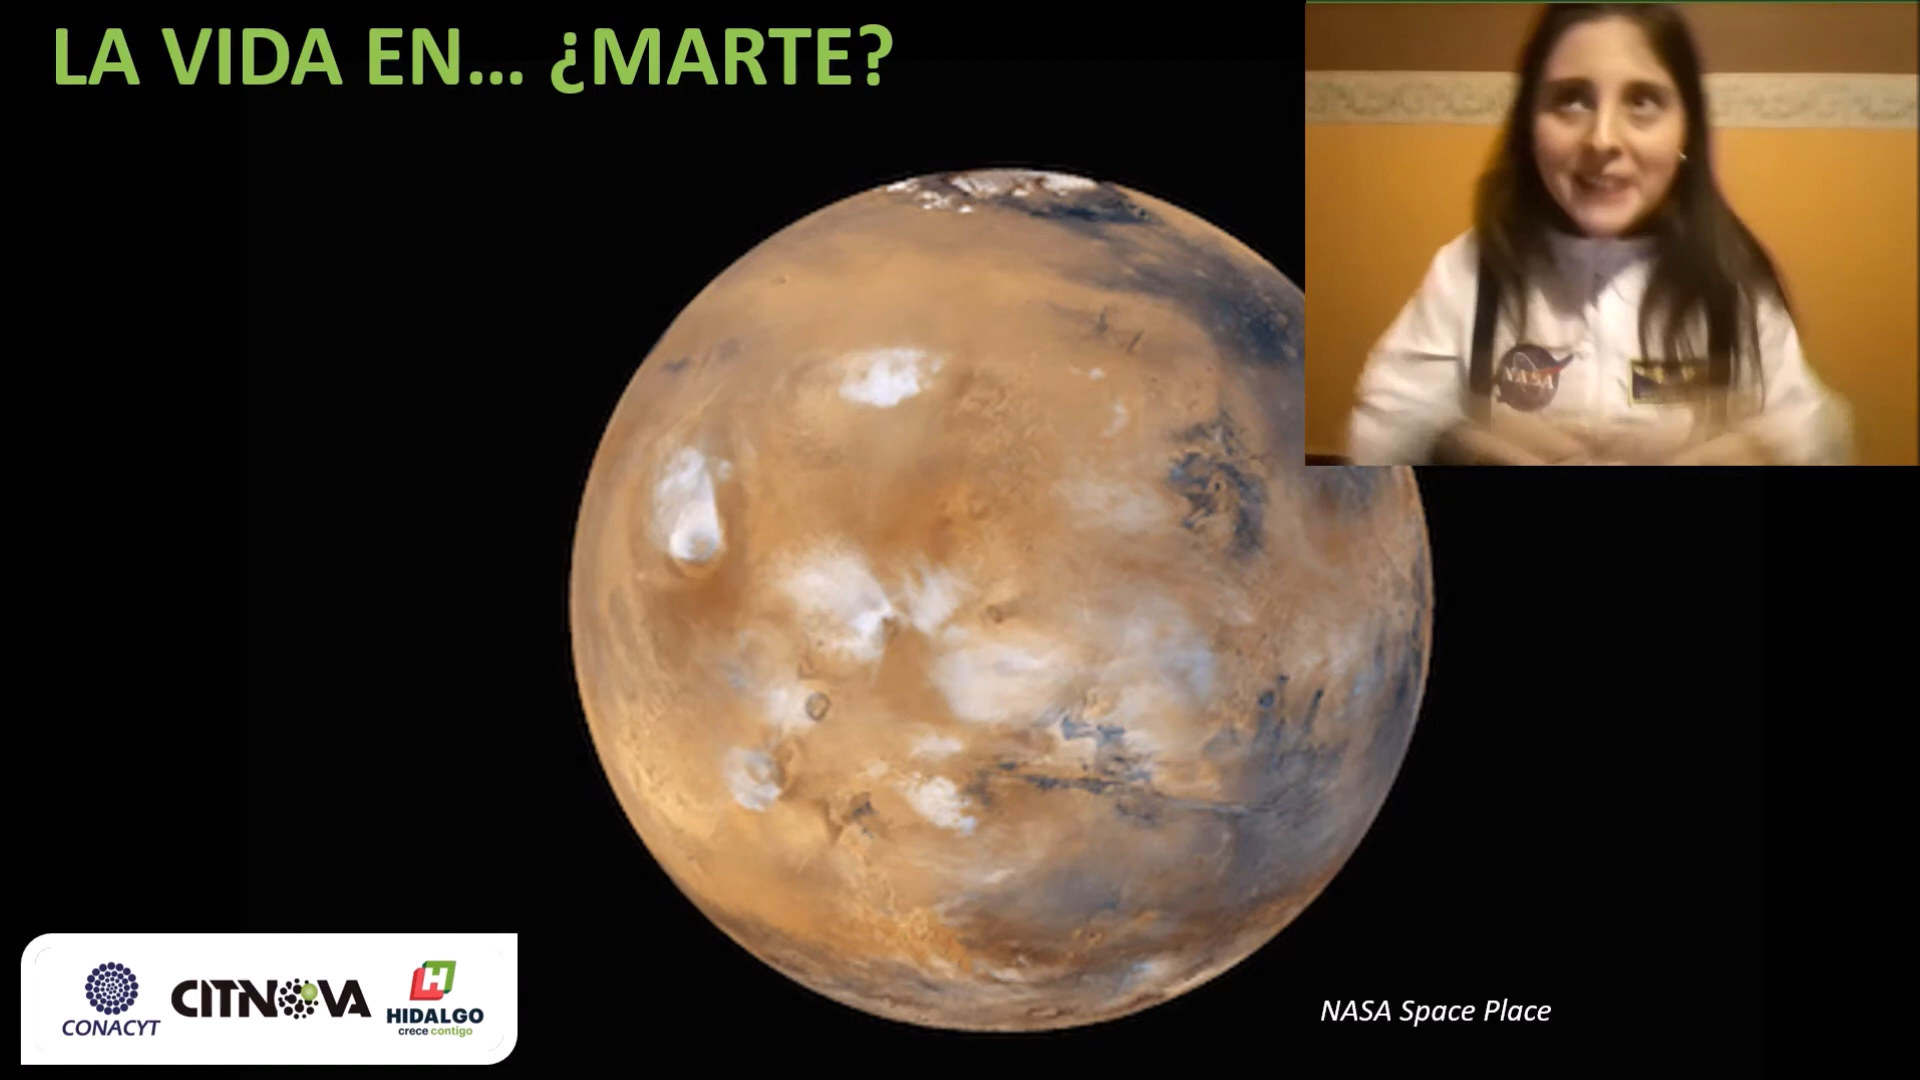 LA VIDA EN... ¿MARTE?
NASA
CONACYT
CITNOVA
HIDALGO
crece contigo
NASA Space Place